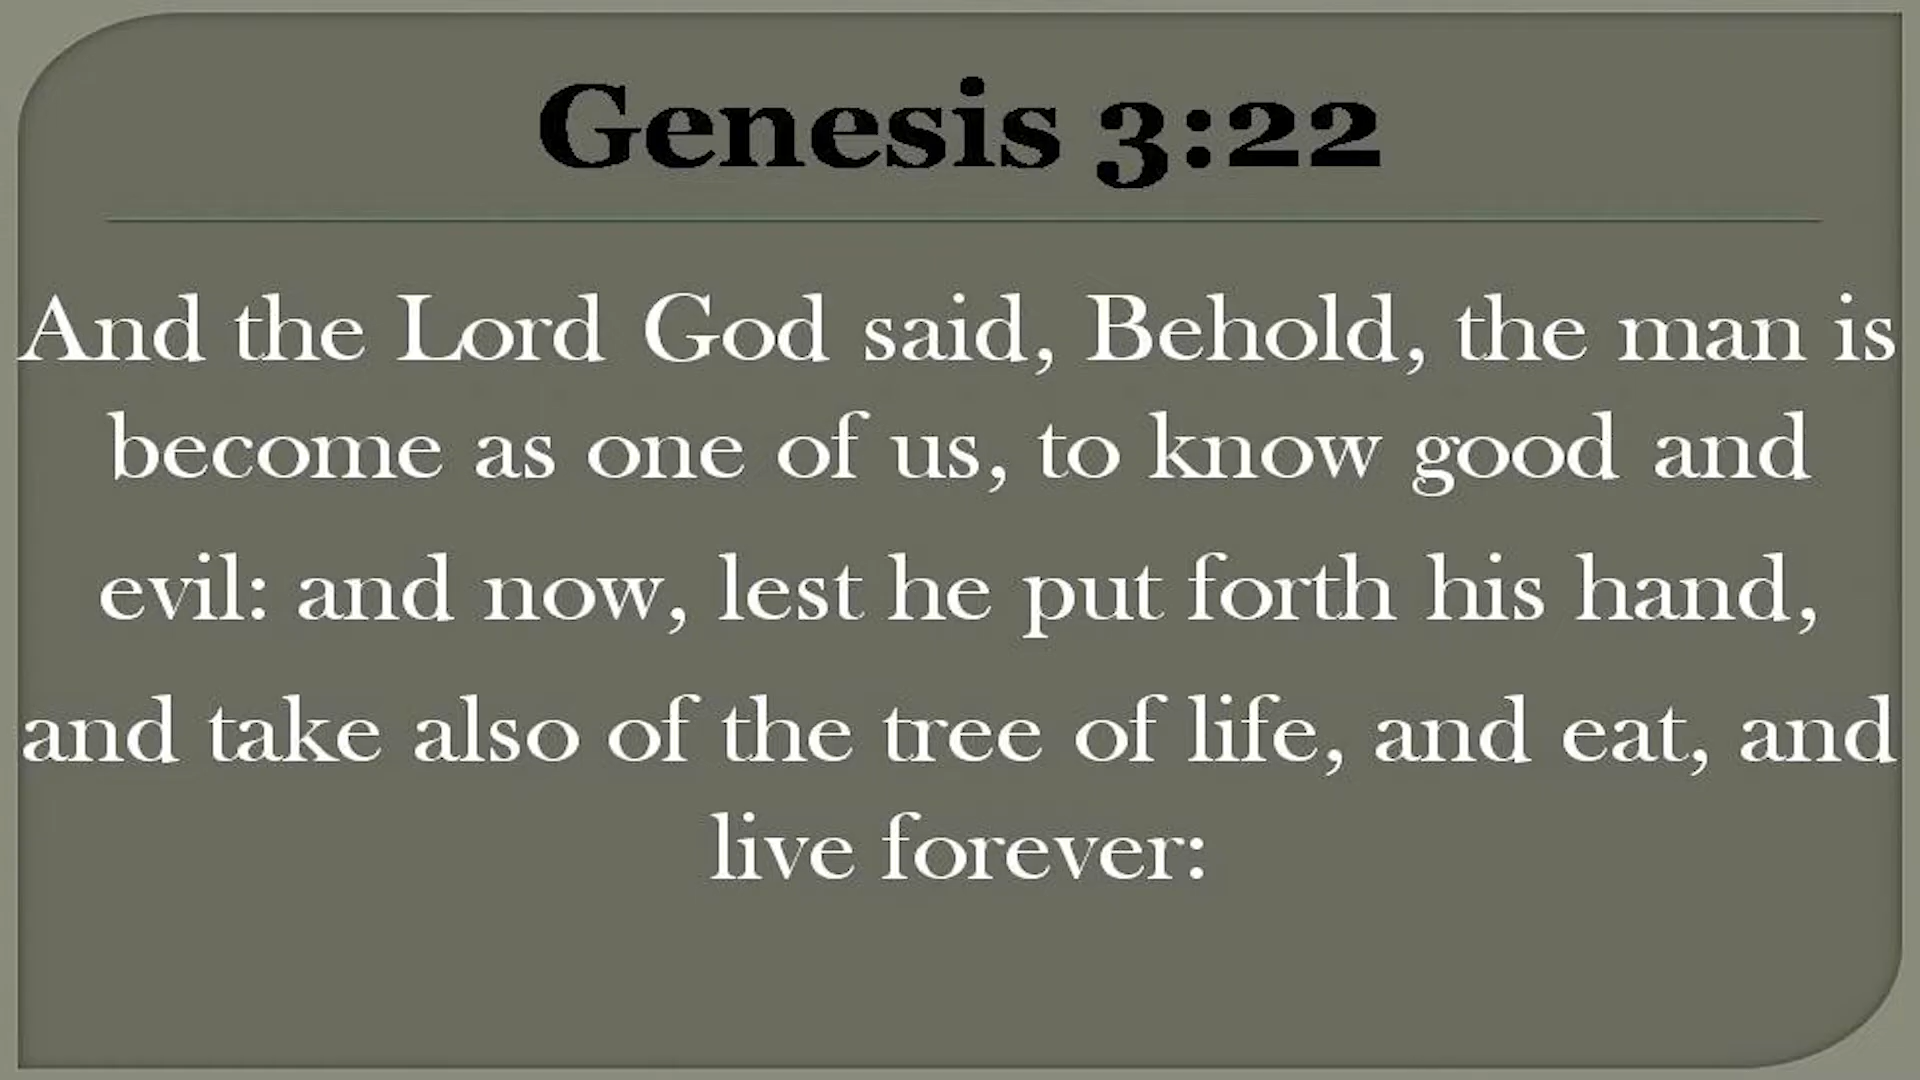 Genesis 3:22
And the Lord God said, Behold, the man is
become as one of us, to know good and
evil: and now, lest he put forth his hand,
and take also of the tree of life, and eat, and
live forever: